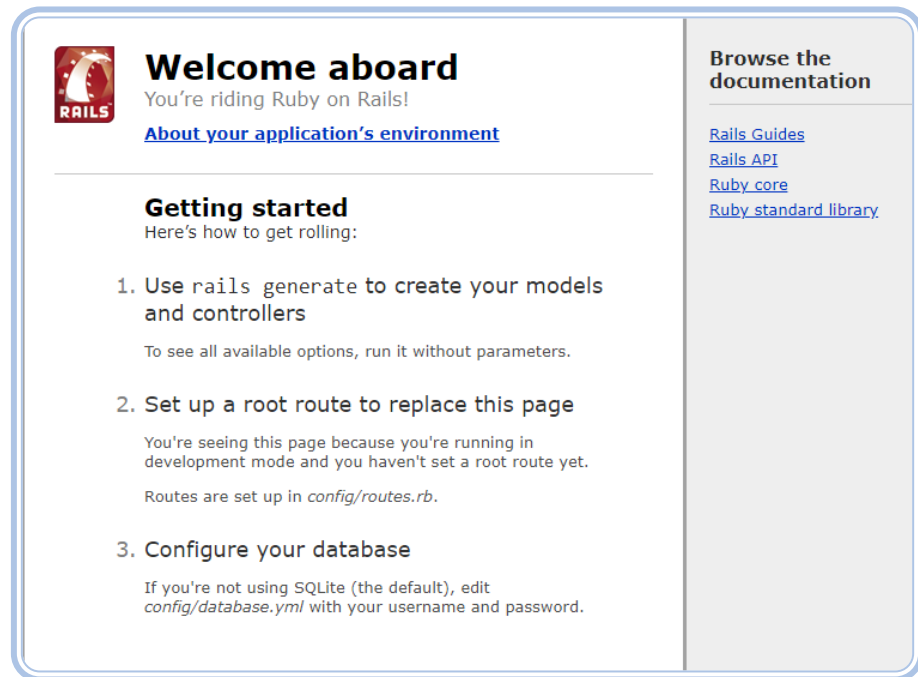 RAILS
Welcome aboard
You’re riding Ruby on Rails!
About your application’s environment
Getting started
Here’s how to get rolling:
1. Use rails generate to create your models
and controllers
To see all available options, run it without parameters.
2. Set up a root route to replace this page
You're seeing this page because you're running in
development mode and you haven't set a root route yet.
Routes are set up in config/routes.rb.
3. Configure your database
If you're not using SQLite (the default), edit
config/database.yml with your username and password.
Browse the
documentation
Rails Guides
Rails API
Ruby core
Ruby standard library